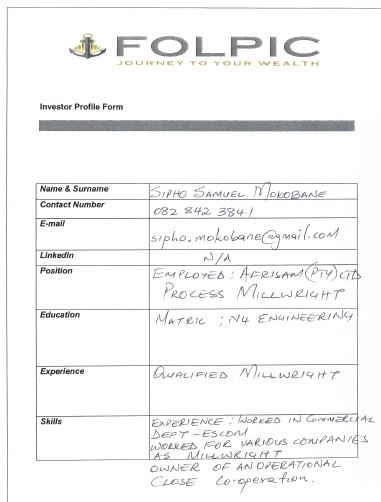 FOLPIC
JOURNEY TO YOUR WEALTH
Investor Profile Form
Name & Surname SIPHO SAMUEL MOKOBANE
Contact Number 082 842 3841
E-mail sipho.mokobane@gmail.com
LinkedIn N/A
Position EMPLOYED : AFRISAM (PTY) LTD
PROCESS MILLWRIGHT
Education MATRIC ; N4 ENGINEERING
Experience QUALIFIED MILLWRIGHT
Skills EXPERIENCE : WORKED IN COMMERCIAL
DEPT - ESCOM
WORKED FOR VARIOUS COMPANIES
AS MILLWRIGHT
OWNER OF AN OPERATIONAL
CLOSE Co-operation.